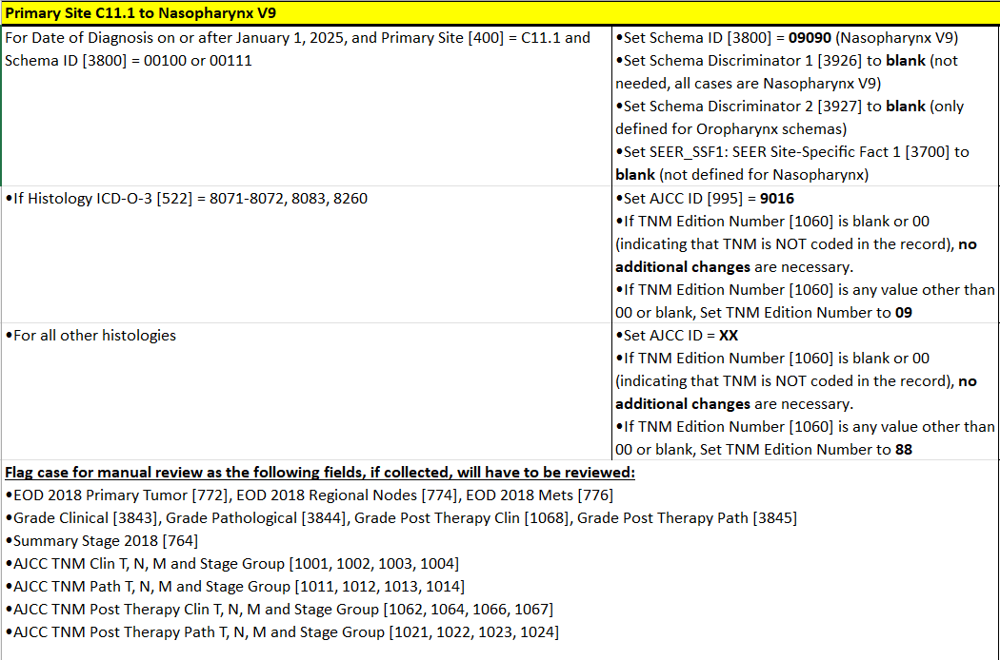 Primary Site C11.1 to Nasopharynx V9
For Date of Diagnosis on or after January 1, 2025, and Primary Site [400] = C11.1 and
Schema ID [3800] = 00100 or 00111
•Set Schema ID [3800] = 09090 (Nasopharynx V9)
•Set Schema Discriminator 1 [3926] to blank (not
needed, all cases are Nasopharynx V9)
•Set Schema Discriminator 2 [3927] to blank (only
defined for Oropharynx schemas)
•Set SEER_SSF1: SEER Site-Specific Fact 1 [3700] to
blank (not defined for Nasopharynx)
•If Histology ICD-O-3 [522] = 8071-8072, 8083, 8260
•Set AJCC ID [995] = 9016
•If TNM Edition Number [1060] is blank or 00
(indicating that TNM is NOT coded in the record), no
additional changes are necessary.
•If TNM Edition Number [1060] is any value other than
00 or blank, Set TNM Edition Number to 09
•For all other histologies
•Set AJCC ID = XX
•If TNM Edition Number [1060] is blank or 00
(indicating that TNM is NOT coded in the record), no
additional changes are necessary.
•If TNM Edition Number [1060] is any value other than
00 or blank, Set TNM Edition Number to 88
Flag case for manual review as the following fields, if collected, will have to be reviewed:
•EOD 2018 Primary Tumor [772], EOD 2018 Regional Nodes [774], EOD 2018 Mets [776]
•Grade Clinical [3843], Grade Pathological [3844], Grade Post Therapy Clin [1068], Grade Post Therapy Path [3845]
•Summary Stage 2018 [764]
•AJCC TNM Clin T, N, M and Stage Group [1001, 1002, 1003, 1004]
•AJCC TNM Path T, N, M and Stage Group [1011, 1012, 1013, 1014]
•AJCC TNM Post Therapy Clin T, N, M and Stage Group [1062, 1064, 1066, 1067]
•AJCC TNM Post Therapy Path T, N, M and Stage Group [1021, 1022, 1023, 1024]